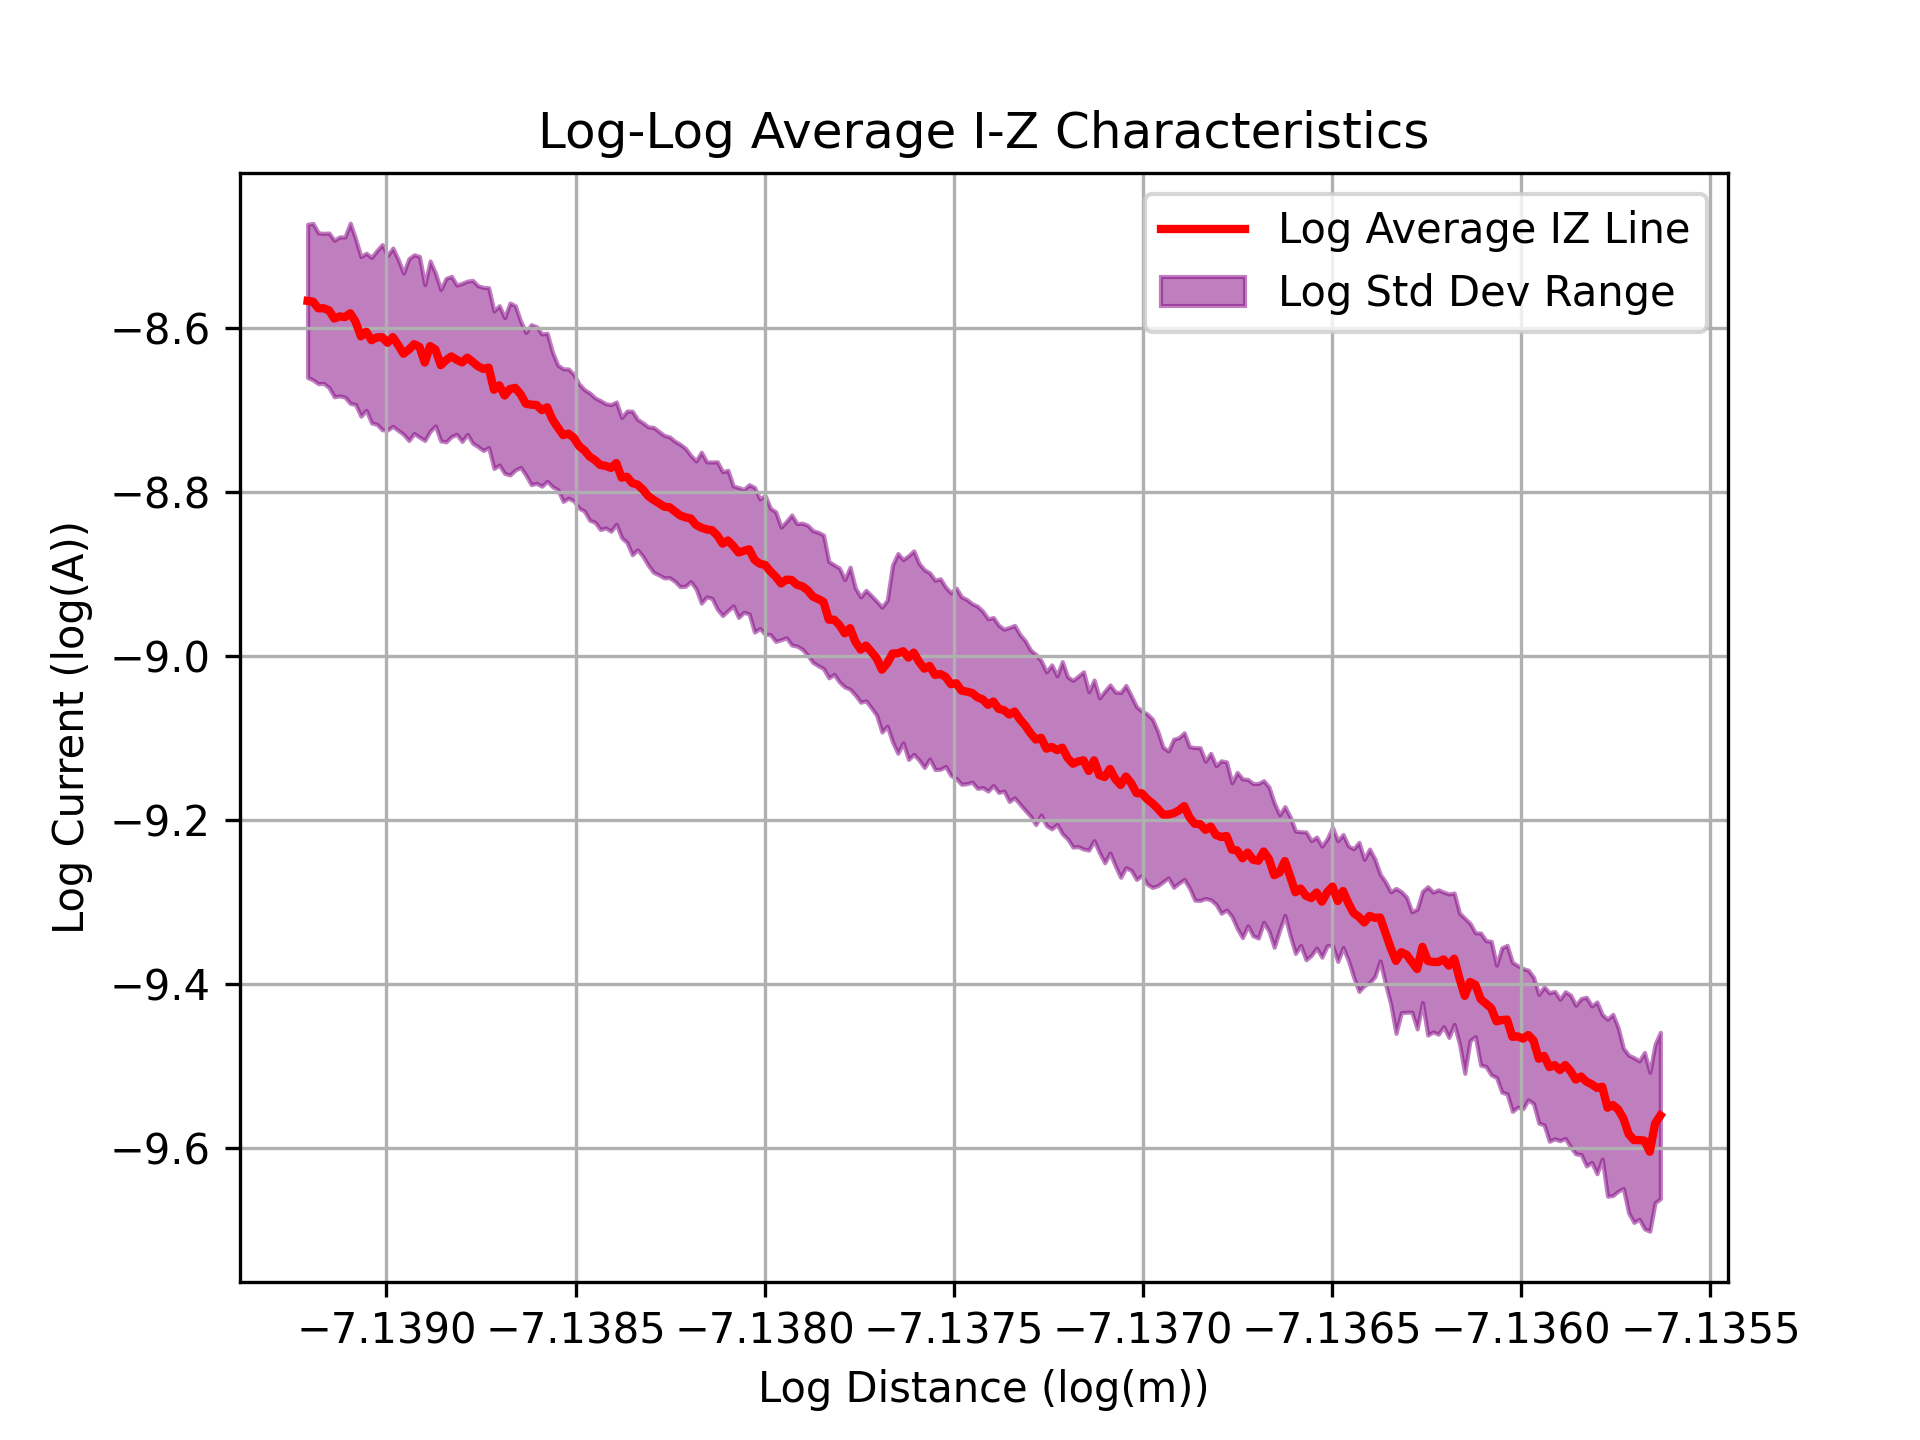 Log-Log Average I-Z Characteristics
Log Average IZ Line
Log Std Dev Range
Log Current (log(A))
−8.6
−8.8
−9.0
−9.2
−9.4
−9.6
−7.1390 −7.1385 −7.1380 −7.1375 −7.1370 −7.1365 −7.1360 −7.1355
Log Distance (log(m))